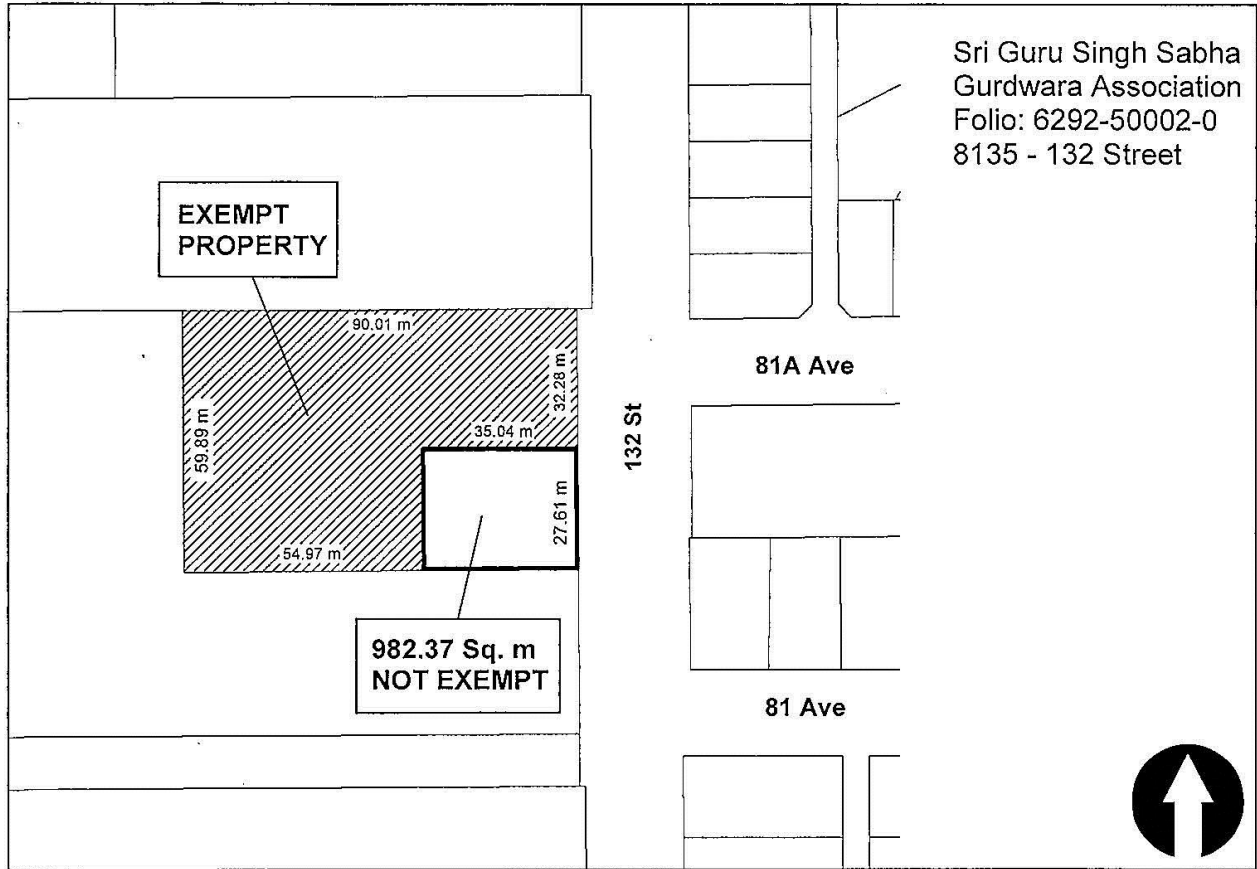 Sri Guru Singh Sabha
Gurdwara Association
Folio: 6292-50002-0
8135 - 132 Street
EXEMPT
PROPERTY
90.01 m
32.28 m
59.89 m
35.04 m
27.61 m
54.97 m
982.37 Sq. m
NOT EXEMPT
132 St
81A Ave
81 Ave